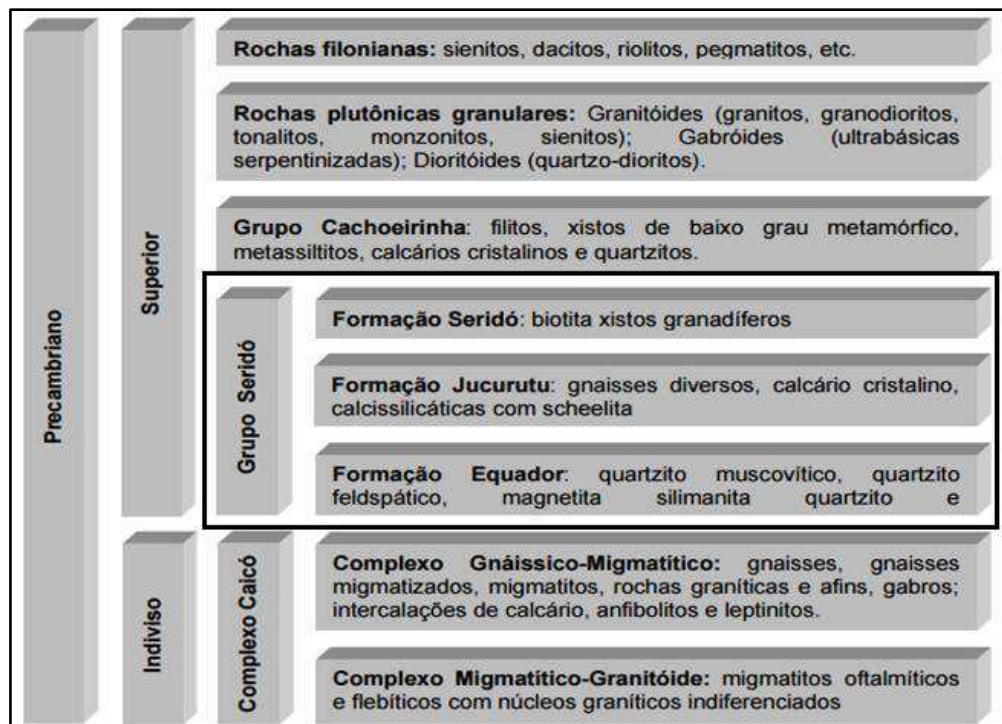 Precambriano
Superior
Rochas filonianas: sienitos, dacitos, riolitos, pegmatitos, etc.
Rochas plutônicas granulares: Granitóides (granitos, granodioritos,
tonalitos, monzonitos, sienitos); Gabróides (ultrabásicas
serpentinizadas); Dioritóides (quartzo-dioritos).
Grupo Cachoeirinha: filitos, xistos de baixo grau metamórfico,
metassiltitos, calcários cristalinos e quartzitos.
Grupo Seridó
Formação Seridó: biotita xistos granadíferos
Formação Jucurutu: gnaisses diversos, calcário cristalino,
calcissilicáticas com scheelita
Formação Equador: quartzito muscovítico, quartzito
feldspático, magnetita silimanita quartzito e
Indiviso
Complexo Caicó
Complexo Gnáissico-Migmatítico: gnaisses, gnaisses
migmatizados, migmatitos, rochas graníticas e afins, gabros;
intercalações de calcário, anfibolitos e leptinitos.
Complexo Migmatítico-Granitóide: migmatitos oftalmíticos
e flebíticos com núcleos graníticos indiferenciados